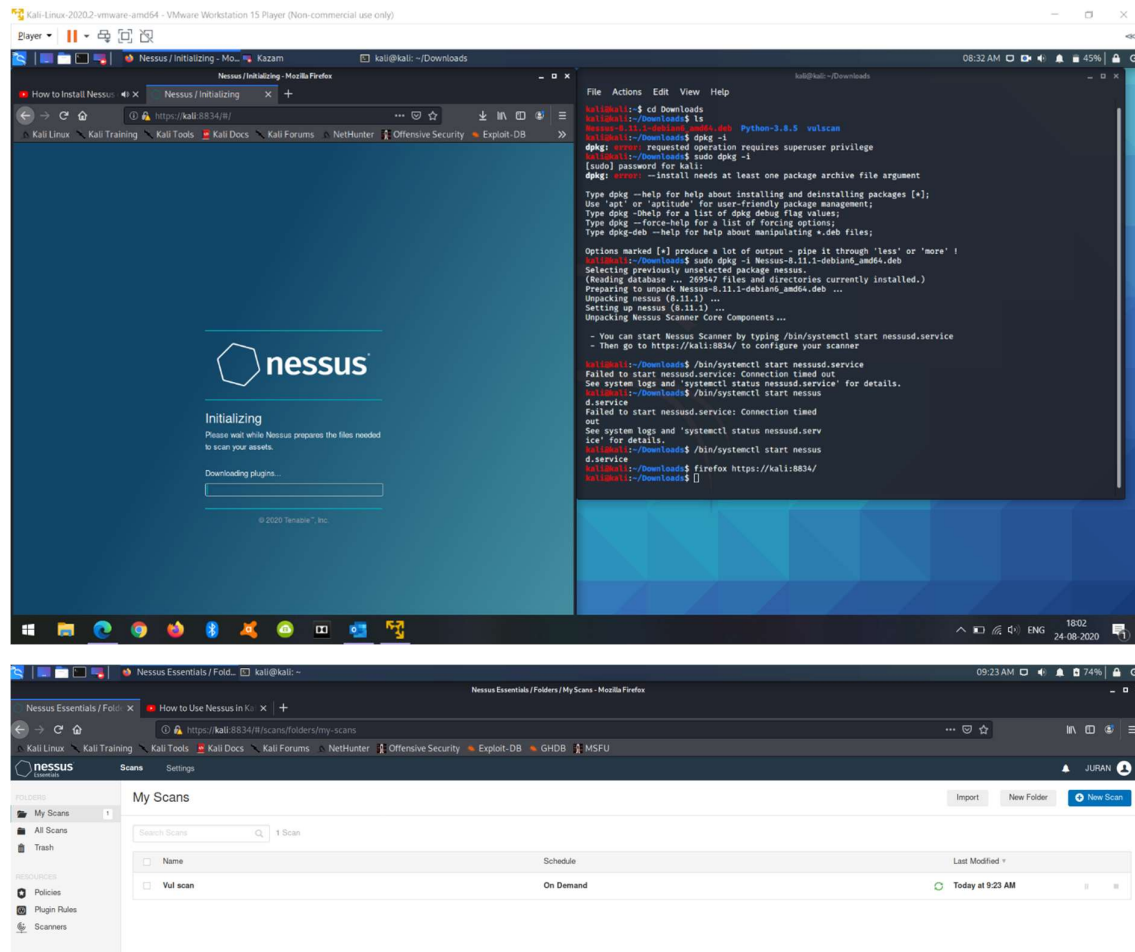 Kali-Linux-2020.2-vmware-amd64 - VMware Workstation 15 Player (Non-commercial use only)
Player
Nessus / Initializing - Mo... Kazam kali@kali: ~/Downloads 08:32 AM 45%
Nessus / Initializing - Mozilla Firefox
How to Install Nessus Nessus / Initializing
https://kali:8834/#/
Kali Linux Kali Training Kali Tools Kali Docs Kali Forums NetHunter Offensive Security Exploit-DB
nessus
Initializing
Please wait while Nessus prepares the files needed
to scan your assets.
Downloading plugins...
© 2020 Tenable™, Inc.
kali@kali: ~/Downloads
File Actions Edit View Help
kali@kali:~$ cd Downloads
kali@kali:~/Downloads$ ls
Nessus-8.11.1-debian6_amd64.deb Python-3.8.5 vulscan
kali@kali:~/Downloads$ dpkg -i
dpkg: error: requested operation requires superuser privilege
kali@kali:~/Downloads$ sudo dpkg -i
[sudo] password for kali:
dpkg: error: --install needs at least one package archive file argument
Type dpkg --help for help about installing and deinstalling packages [*];
Use 'apt' or 'aptitude' for user-friendly package management;
Type dpkg -Dhelp for a list of dpkg debug flag values;
Type dpkg --force-help for a list of forcing options;
Type dpkg-deb --help for help about manipulating *.deb files;
Options marked [*] produce a lot of output - pipe it through 'less' or 'more' !
kali@kali:~/Downloads$ sudo dpkg -i Nessus-8.11.1-debian6_amd64.deb
Selecting previously unselected package nessus.
(Reading database ... 269547 files and directories currently installed.)
Preparing to unpack Nessus-8.11.1-debian6_amd64.deb ...
Unpacking nessus (8.11.1) ...
Setting up nessus (8.11.1) ...
Unpacking Nessus Scanner Core Components...
- You can start Nessus Scanner by typing /bin/systemctl start nessusd.service
- Then go to https://kali:8834/ to configure your scanner
kali@kali:~/Downloads$ /bin/systemctl start nessusd.service
Failed to start nessusd.service: Connection timed out
See system logs and 'systemctl status nessusd.service' for details.
kali@kali:~/Downloads$ /bin/systemctl start nessus
d.service
Failed to start nessusd.service: Connection timed
out
See system logs and 'systemctl status nessusd.serv
ice' for details.
kali@kali:~/Downloads$ /bin/systemctl start nessus
d.service
kali@kali:~/Downloads$ firefox https://kali:8834/
kali@kali:~/Downloads$
ENG 18:02
24-08-2020
Nessus Essentials / Fold... kali@kali: ~ 09:23 AM 74%
Nessus Essentials / Folders / My Scans - Mozilla Firefox
Nessus Essentials / Folde How to Use Nessus in Ka
https://kali:8834/#/scans/folders/my-scans
Kali Linux Kali Training Kali Tools Kali Docs Kali Forums NetHunter Offensive Security Exploit-DB GHDB MSFU
nessus Essentials Scans Settings JURAN
FOLDERS
My Scans 1
All Scans
Trash
RESOURCES
Policies
Plugin Rules
Scanners
My Scans Import New Folder New Scan
Search Scans 1 Scan
Name Schedule Last Modified
Vul scan On Demand Today at 9:23 AM